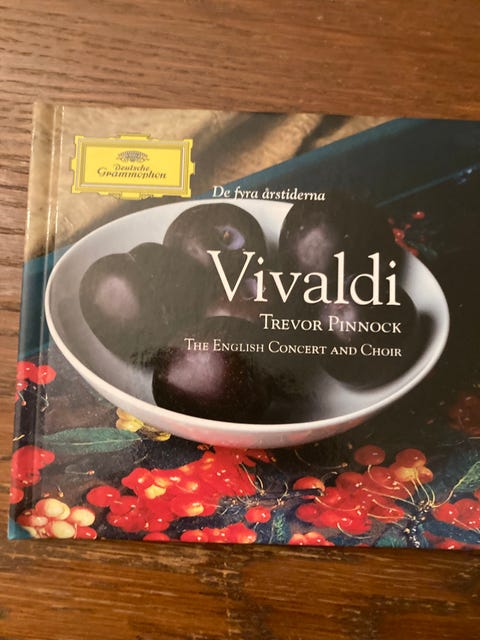 Deutsche
Grammophon
De fyra årstiderna
Vivaldi
Trevor Pinnock
The English Concert and Choir